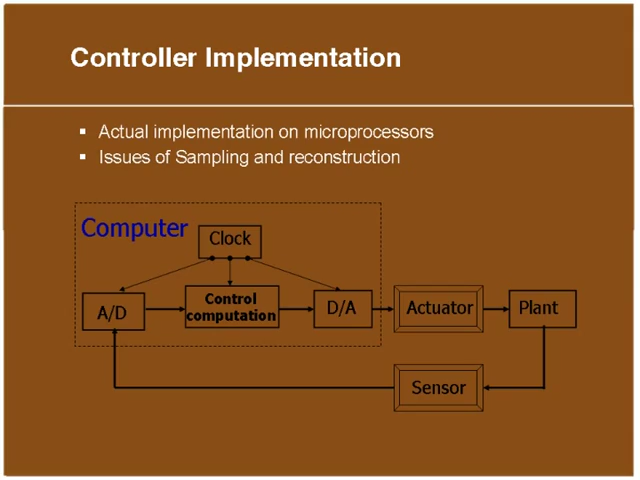 Controller Implementation
▪ Actual implementation on microprocessors
▪ Issues of Sampling and reconstruction
Computer
Clock
A/D
Control
computation
D/A
Actuator
Plant
Sensor